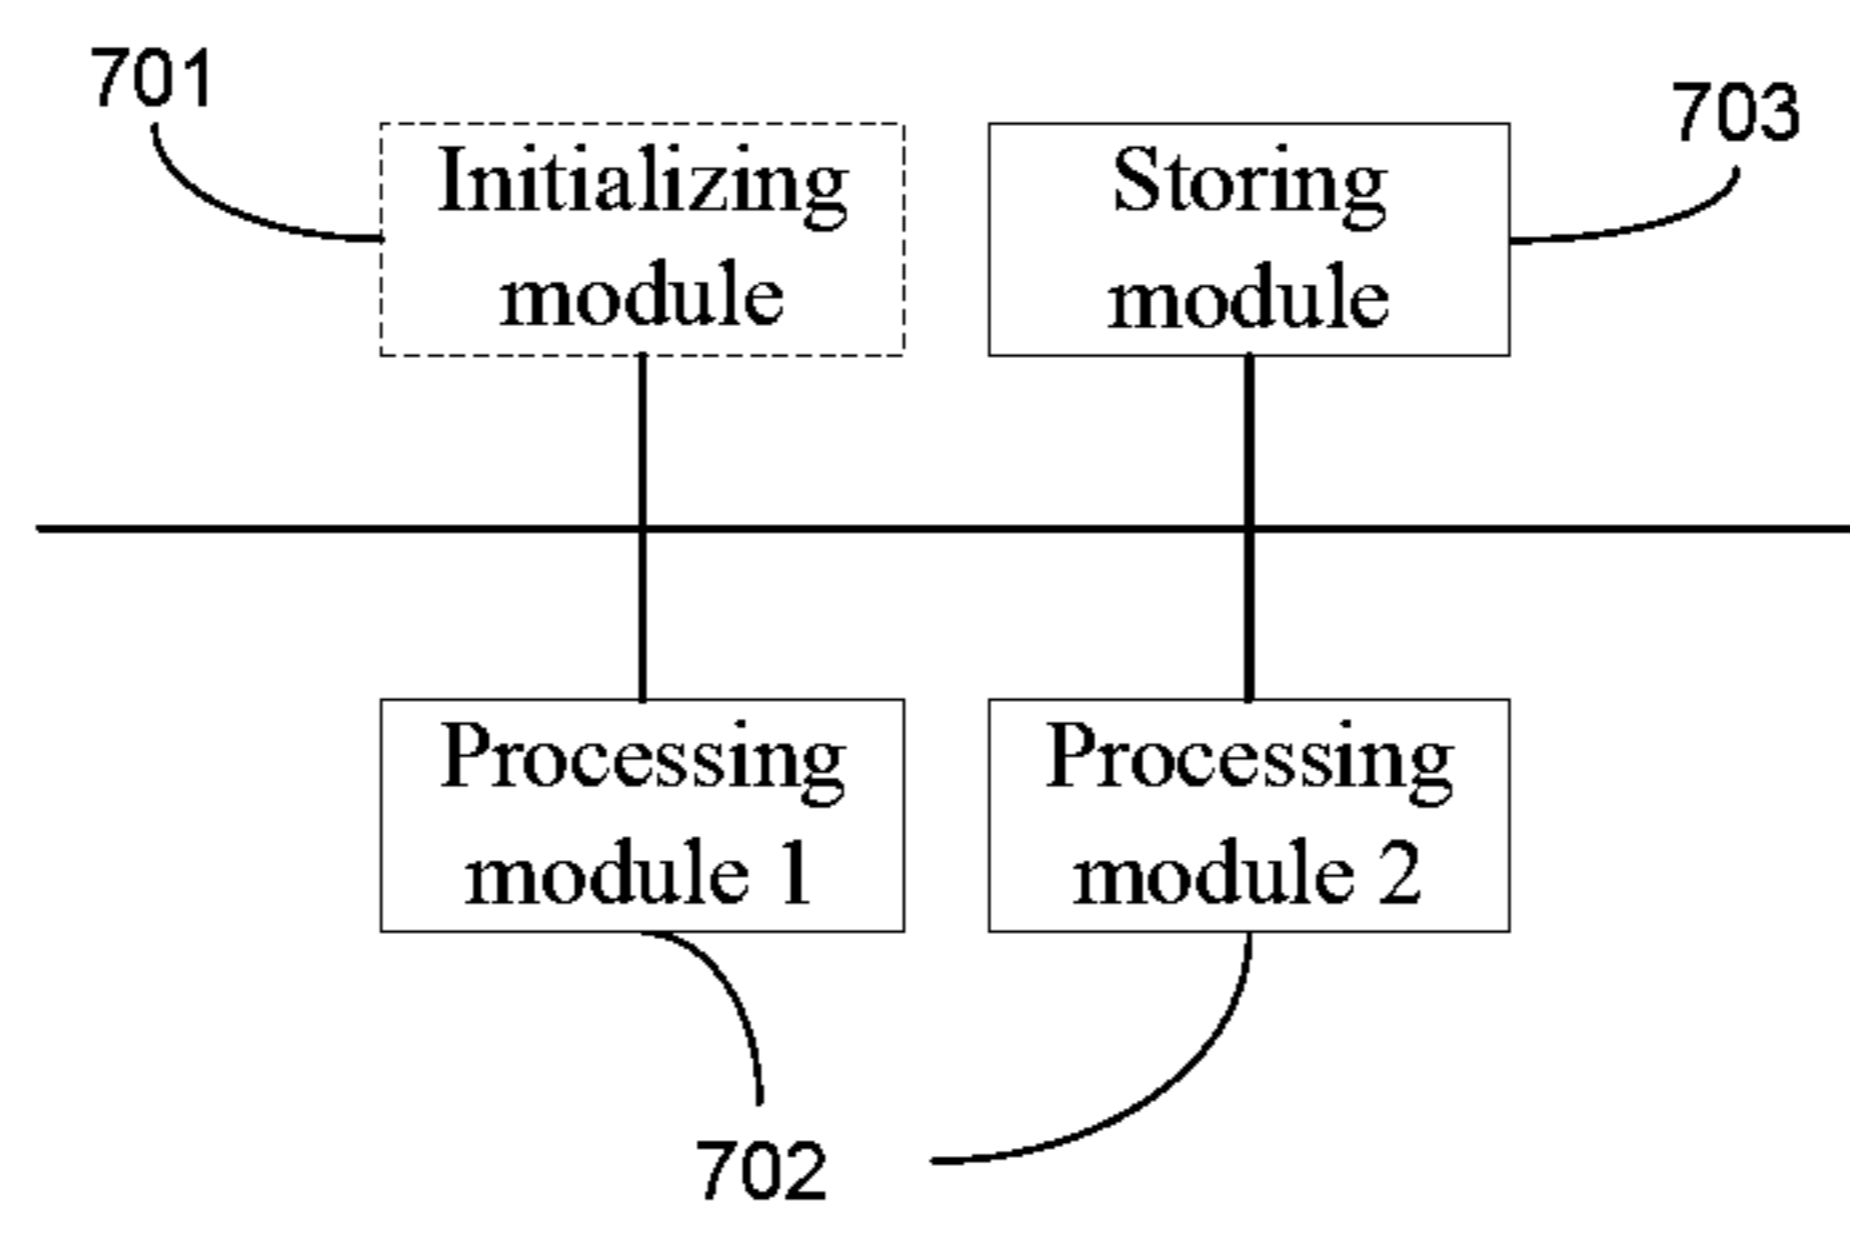 701
703
Initializing
module
Storing
module
Processing
module 1
Processing
module 2
702